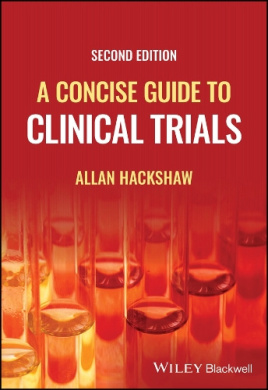 SECOND EDITION
A CONCISE GUIDE TO
CLINICAL TRIALS
ALLAN HACKSHAW
WILEY Blackwell